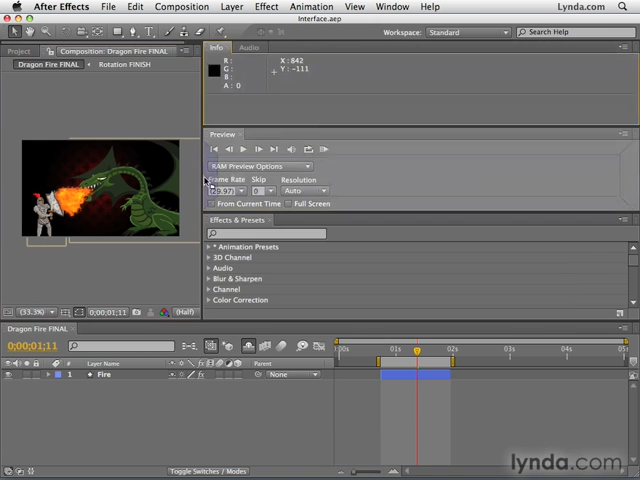 After Effects File Edit Composition Layer Effect Animation View Window Help Lynda.com
Interface.aep
Workspace: Standard Search Help
Project Composition: Dragon Fire FINAL Info Audio
Dragon Fire FINAL Rotation FINISH
R: X: 842
G: Y: -111
B:
A: 0
Preview
RAM Preview Options
Frame Rate Skip Resolution
(29.97) 0 Auto
From Current Time Full Screen
Effects & Presets
* Animation Presets
3D Channel
Audio
Blur & Sharpen
Channel
Color Correction
(33.3%) 0;00;01;11 (Half)
Dragon Fire FINAL
0;00;01;11
:00s 01s 02s 03s 04s 05s
# Layer Name Parent
1 Fire None
Toggle Switches / Modes
lynda.com